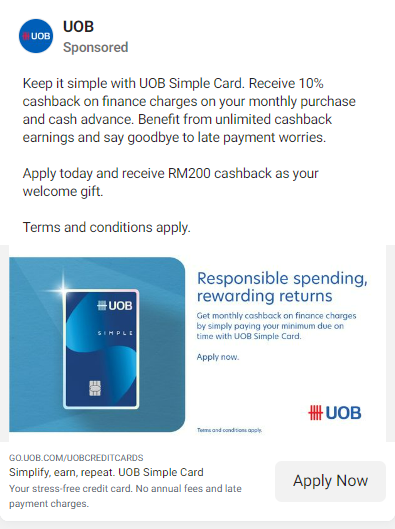 UOB
UOB
Sponsored
Keep it simple with UOB Simple Card. Receive 10%
cashback on finance charges on your monthly purchase
and cash advance. Benefit from unlimited cashback
earnings and say goodbye to late payment worries.
Apply today and receive RM200 cashback as your
welcome gift.
Terms and conditions apply.
UOB
SIMPLE
Responsible spending,
rewarding returns
Get monthly cashback on finance charges
by simply paying your minimum due on
time with UOB Simple Card.
Apply now.
UOB
Terms and conditions apply.
GO.UOB.COM/UOBCREDITCARDS
Simplify, earn, repeat. UOB Simple Card
Your stress-free credit card. No annual fees and late
payment charges.
Apply Now